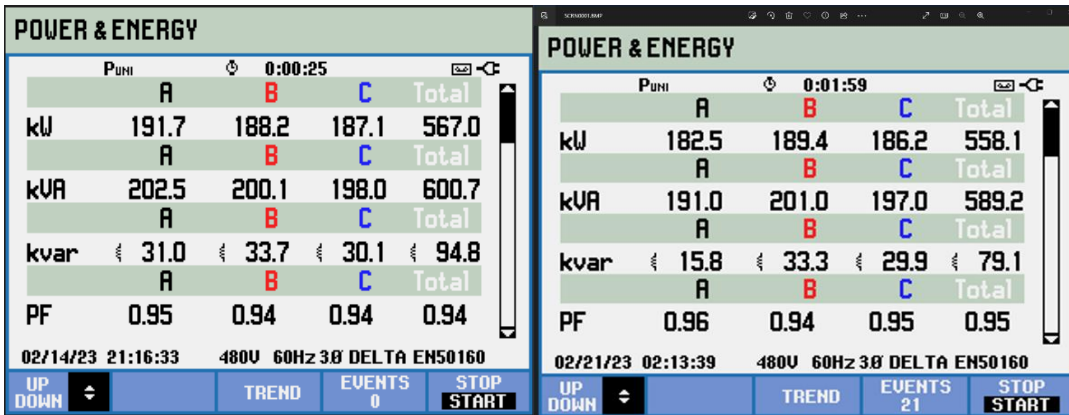 POWER & ENERGY
PUNI 0:00:25
A B C Total
kW 191.7 188.2 187.1 567.0
A B C Total
kVA 202.5 200.1 198.0 600.7
A B C Total
kvar 31.0 33.7 30.1 94.8
A B C Total
PF 0.95 0.94 0.94 0.94
02/14/23 21:16:33 480V 60Hz 3Ø DELTA EN50160
UP DOWN TREND EVENTS 0 STOP START
SCRN0001.BMP
POWER & ENERGY
PUNI 0:01:59
A B C Total
kW 182.5 189.4 186.2 558.1
A B C Total
kVA 191.0 201.0 197.0 589.2
A B C Total
kvar 15.8 33.3 29.9 79.1
A B C Total
PF 0.96 0.94 0.95 0.95
02/21/23 02:13:39 480V 60Hz 3Ø DELTA EN50160
UP DOWN TREND EVENTS 21 STOP START